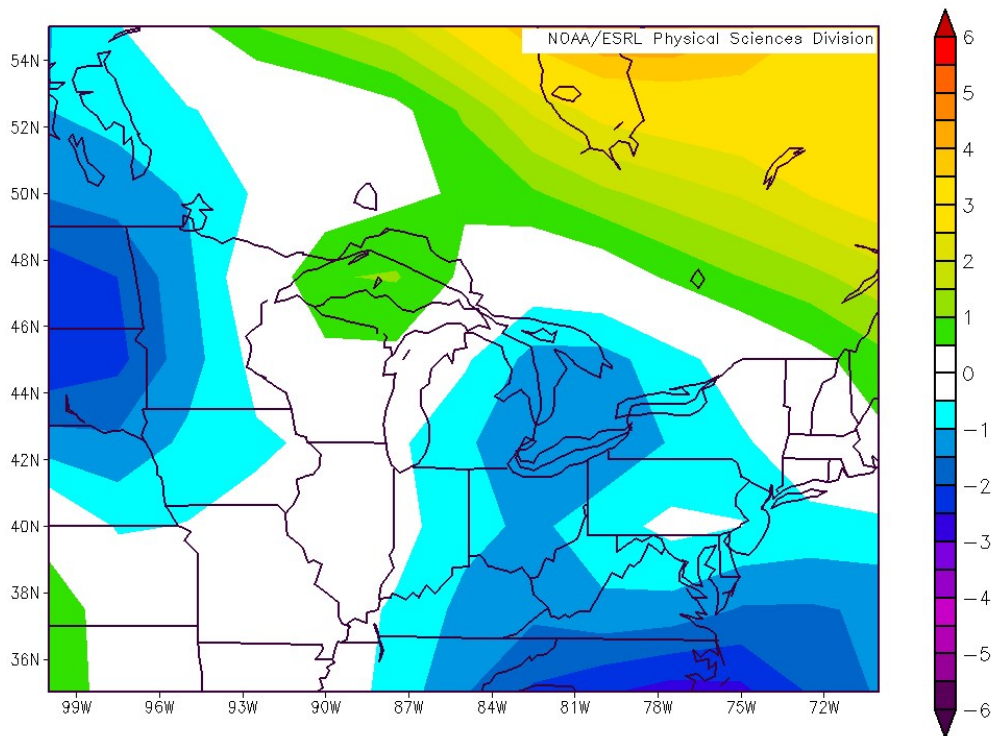 NOAA/ESRL Physical Sciences Division
54N
52N
50N
48N
46N
44N
42N
40N
38N
36N
99W 96W 93W 90W 87W 84W 81W 78W 75W 72W
6
5
4
3
2
1
0
-1
-2
-3
-4
-5
-6